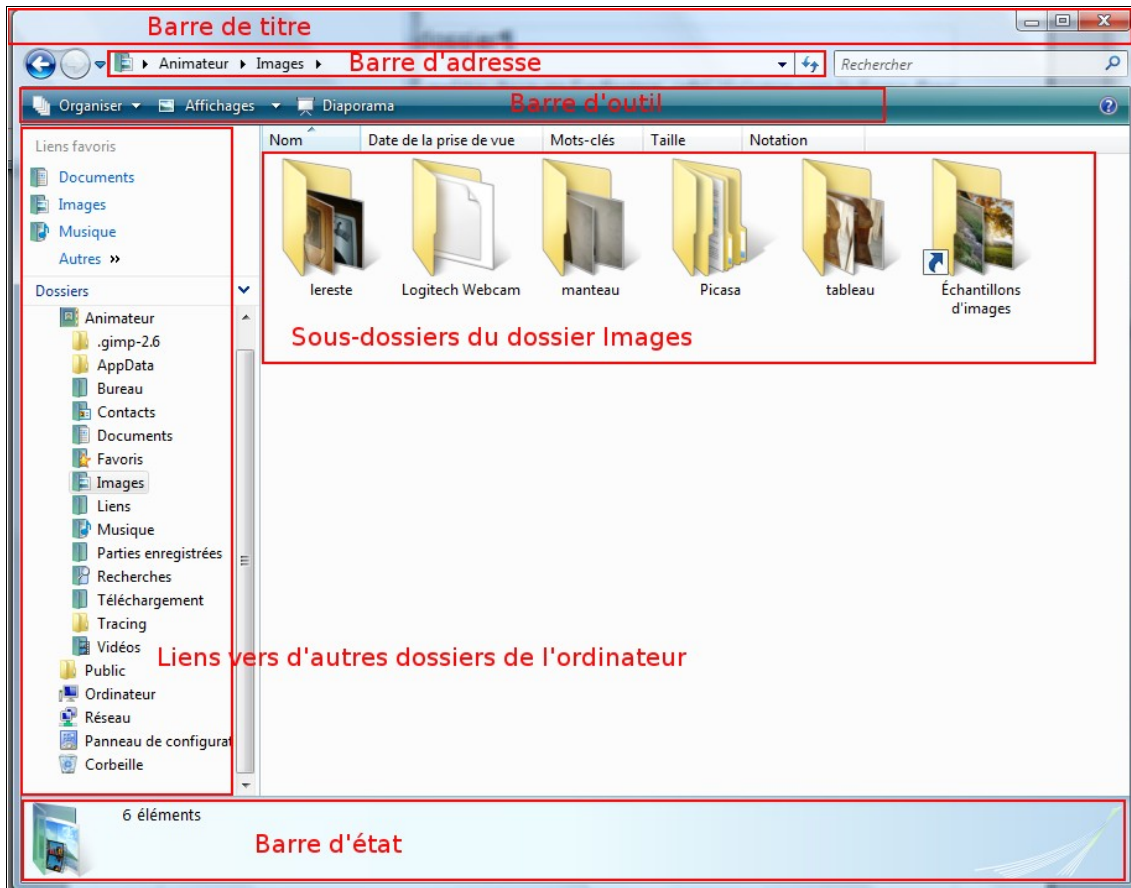 dossier¶
Barre de titre
Animateur Images Barre d'adresse Rechercher
Organiser Affichages Diaporama Barre d'outil
Liens favoris
Documents
Images
Musique
Autres »
Dossiers
Animateur
.gimp-2.6
AppData
Bureau
Contacts
Documents
Favoris
Images
Liens
Musique
Parties enregistrées
Recherches
Téléchargement
Tracing
Vidéos
Public
Ordinateur
Réseau
Panneau de configurat
Corbeille
Nom Date de la prise de vue Mots-clés Taille Notation
lereste Logitech Webcam manteau Picasa tableau Échantillons
d'images
Sous-dossiers du dossier Images
Liens vers d'autres dossiers de l'ordinateur
6 éléments
Barre d'état